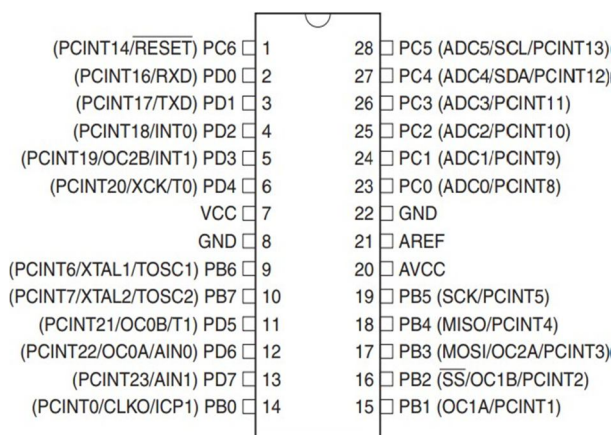 (PCINT14/RESET) PC6 1 28 PC5 (ADC5/SCL/PCINT13)
(PCINT16/RXD) PD0 2 27 PC4 (ADC4/SDA/PCINT12)
(PCINT17/TXD) PD1 3 26 PC3 (ADC3/PCINT11)
(PCINT18/INT0) PD2 4 25 PC2 (ADC2/PCINT10)
(PCINT19/OC2B/INT1) PD3 5 24 PC1 (ADC1/PCINT9)
(PCINT20/XCK/T0) PD4 6 23 PC0 (ADC0/PCINT8)
VCC 7 22 GND
GND 8 21 AREF
(PCINT6/XTAL1/TOSC1) PB6 9 20 AVCC
(PCINT7/XTAL2/TOSC2) PB7 10 19 PB5 (SCK/PCINT5)
(PCINT21/OC0B/T1) PD5 11 18 PB4 (MISO/PCINT4)
(PCINT22/OC0A/AIN0) PD6 12 17 PB3 (MOSI/OC2A/PCINT3)
(PCINT23/AIN1) PD7 13 16 PB2 (SS/OC1B/PCINT2)
(PCINT0/CLKO/ICP1) PB0 14 15 PB1 (OC1A/PCINT1)